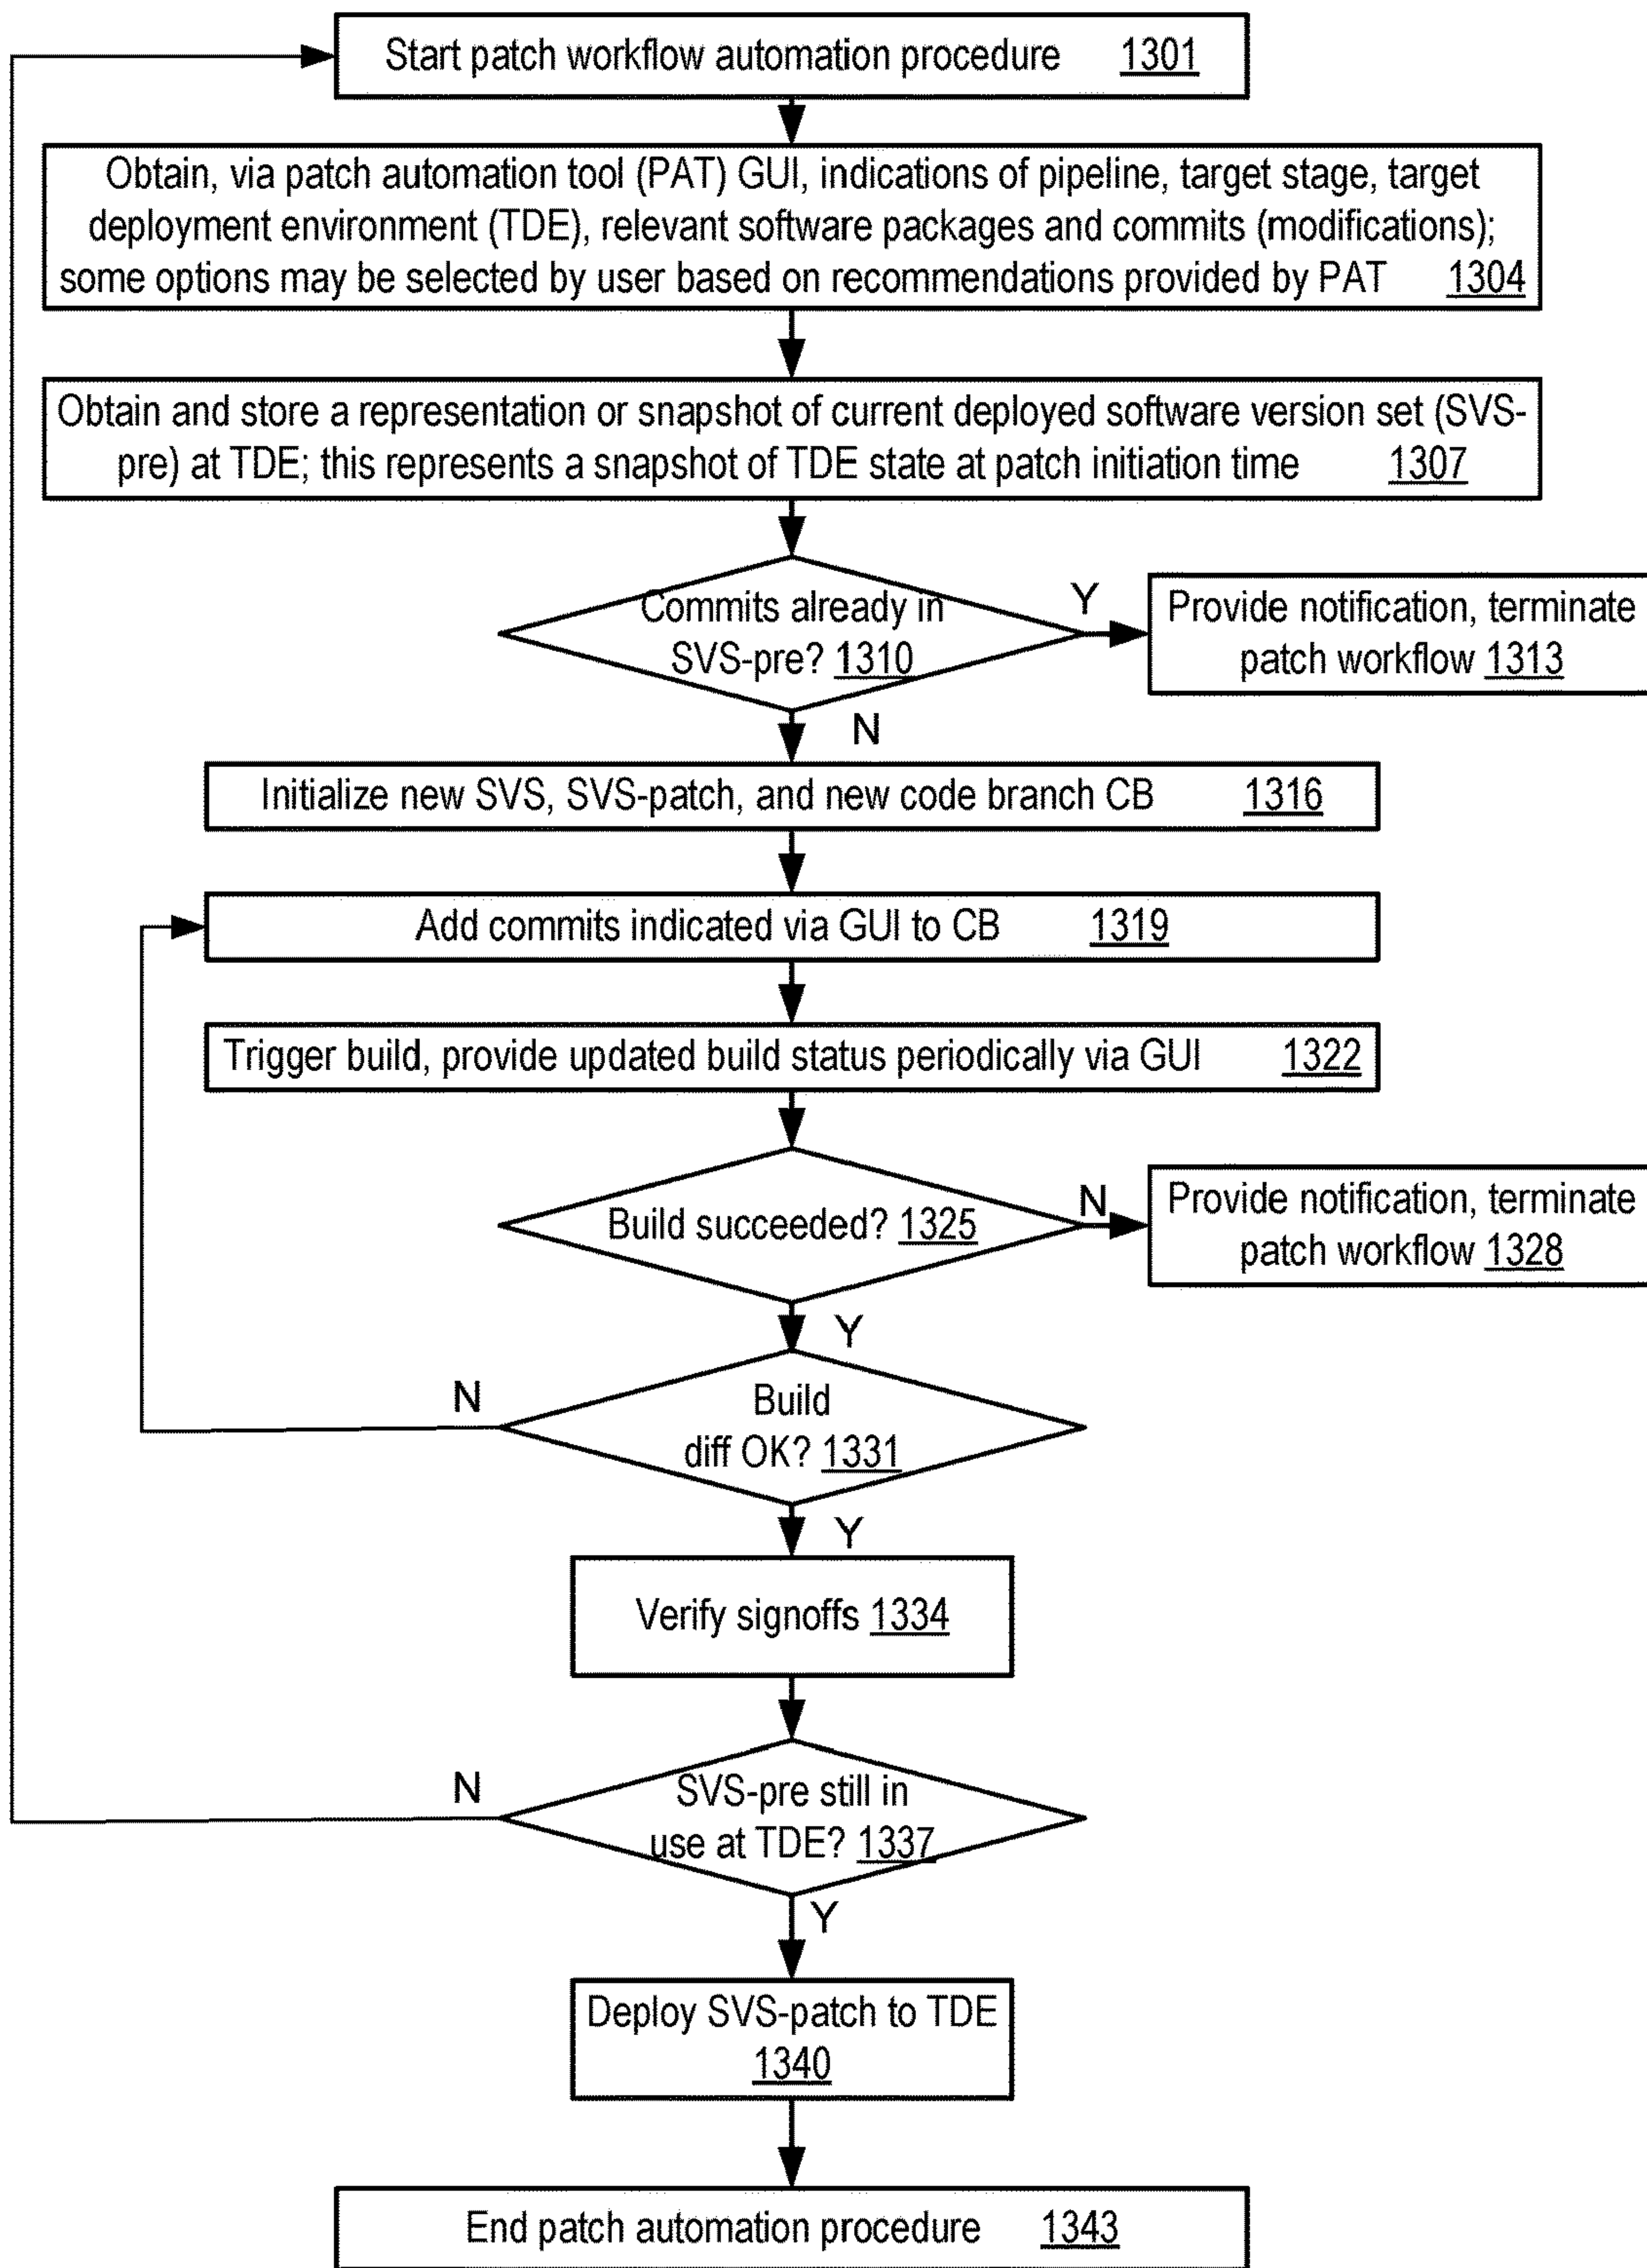 Start patch workflow automation procedure 1301
Obtain, via patch automation tool (PAT) GUI, indications of pipeline, target stage, target
deployment environment (TDE), relevant software packages and commits (modifications);
some options may be selected by user based on recommendations provided by PAT 1304
Obtain and store a representation or snapshot of current deployed software version set (SVS-
pre) at TDE; this represents a snapshot of TDE state at patch initiation time 1307
Commits already in
SVS-pre? 1310
Y
Provide notification, terminate
patch workflow 1313
N
Initialize new SVS, SVS-patch, and new code branch CB 1316
Add commits indicated via GUI to CB 1319
Trigger build, provide updated build status periodically via GUI 1322
Build succeeded? 1325
N
Provide notification, terminate
patch workflow 1328
Y
N
Build
diff OK? 1331
Y
Verify signoffs 1334
N
SVS-pre still in
use at TDE? 1337
Y
Deploy SVS-patch to TDE
1340
End patch automation procedure 1343